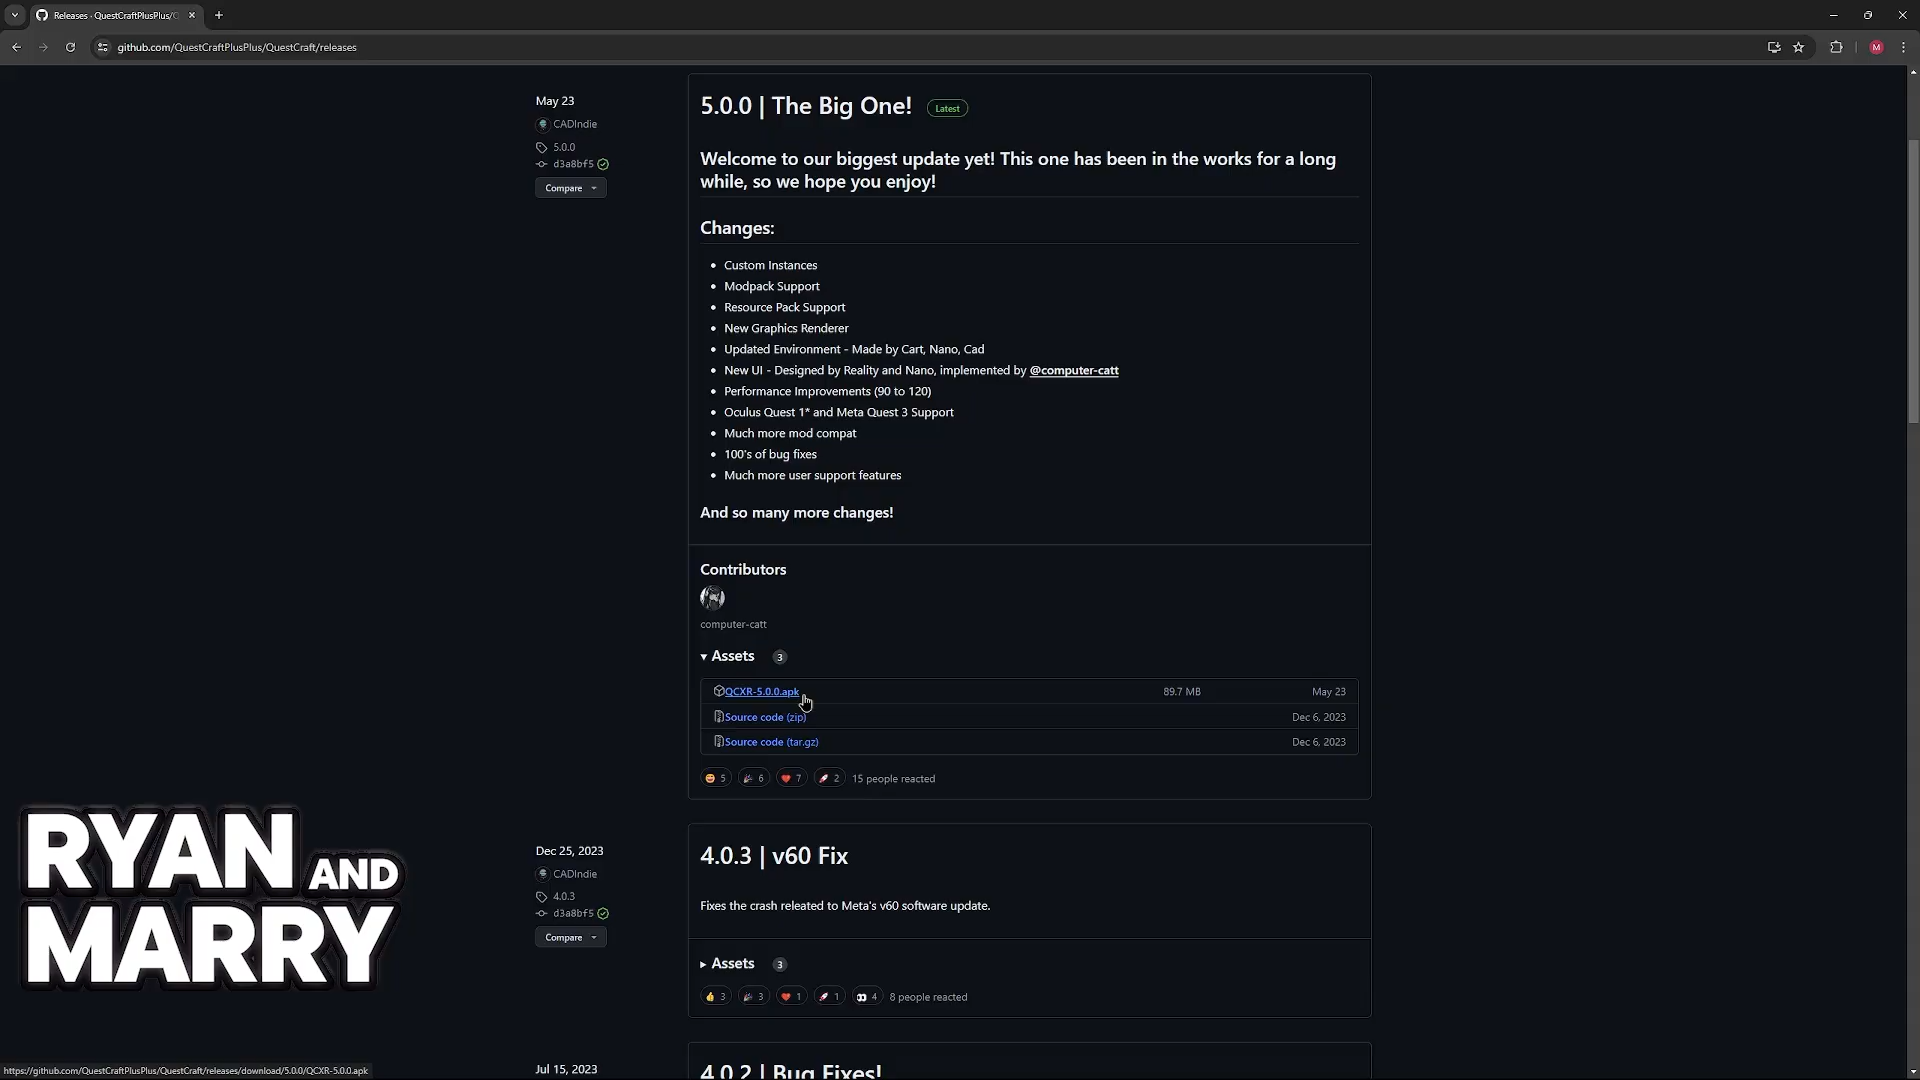 Releases · QuestCraftPlusPlus/
github.com/QuestCraftPlusPlus/QuestCraft/releases
M
May 23
CADIndie
5.0.0
d3a8bf5
Compare
5.0.0 | The Big One!
Latest
Welcome to our biggest update yet! This one has been in the works for a long
while, so we hope you enjoy!
Changes:
• Custom Instances
• Modpack Support
• Resource Pack Support
• New Graphics Renderer
• Updated Environment - Made by Cart, Nano, Cad
• New UI - Designed by Reality and Nano, implemented by @computer-catt
• Performance Improvements (90 to 120)
• Oculus Quest 1* and Meta Quest 3 Support
• Much more mod compat
• 100's of bug fixes
• Much more user support features
And so many more changes!
Contributors
computer-catt
Assets 3
QCXR-5.0.0.apk 89.7 MB May 23
Source code (zip) Dec 6, 2023
Source code (tar.gz) Dec 6, 2023
5 6 7 2 15 people reacted
RYAN AND
MARRY
Dec 25, 2023
CADIndie
4.0.3
d3a8bf5
Compare
4.0.3 | v60 Fix
Fixes the crash releated to Meta's v60 software update.
Assets 3
3 3 1 1 4 8 people reacted
Jul 15, 2023
4.0.2 | Bug Fixes!
https://github.com/QuestCraftPlusPlus/QuestCraft/releases/download/5.0.0/QCXR-5.0.0.apk